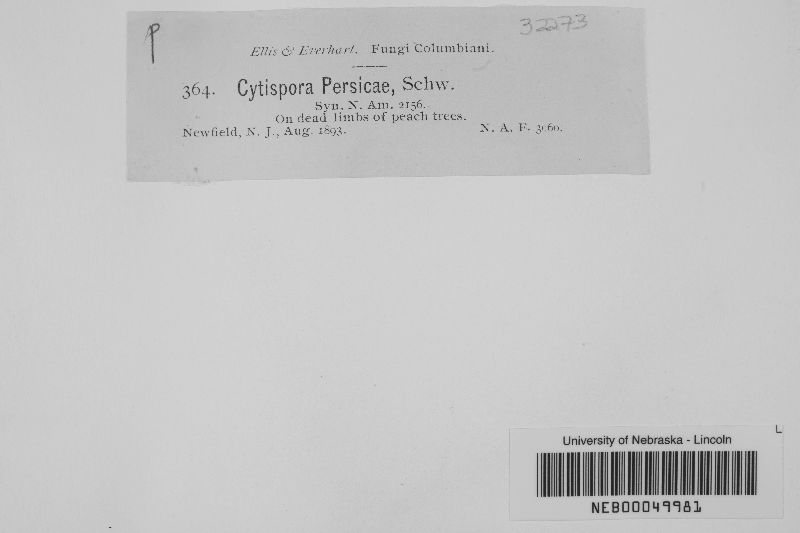 P
32273
Ellis & Everhart. Fungi Columbiani.
364. Cytispora Persicae, Schw.
Syn. N. Am. 2156.
On dead limbs of peach trees.
Newfield, N. J., Aug. 1893. N. A. F. 3060.
L
University of Nebraska - Lincoln
NEB00049981